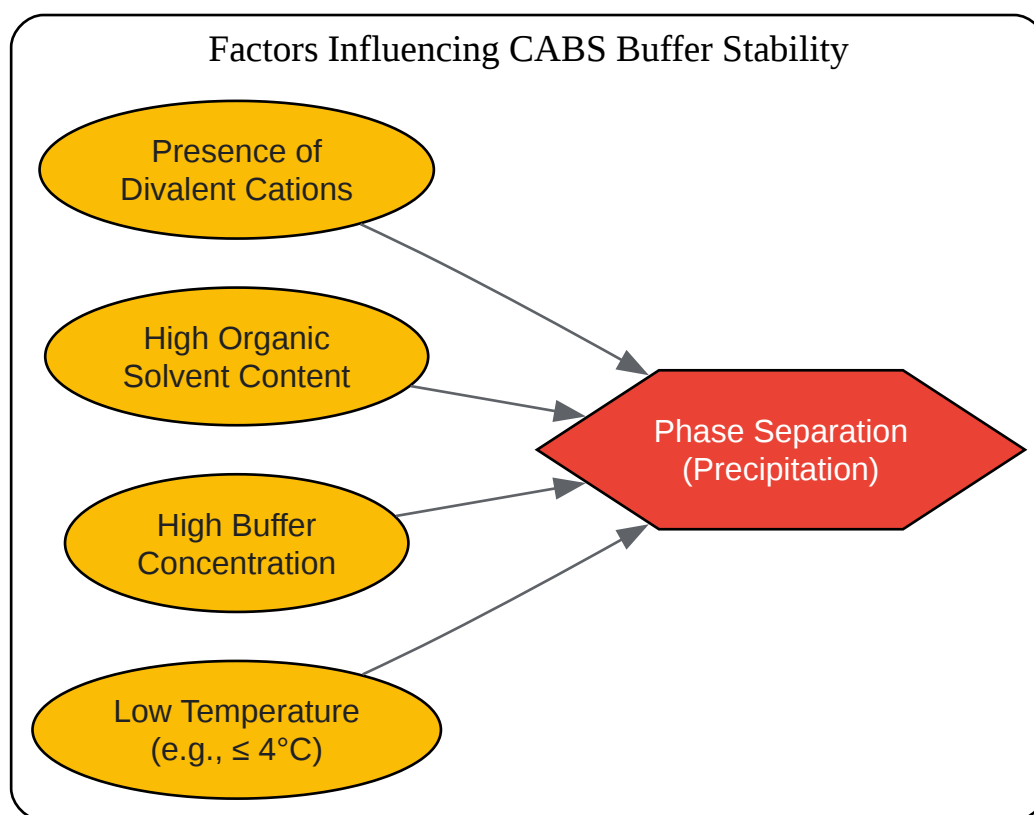 Factors Influencing CABS Buffer Stability
Presence of
Divalent Cations
High Organic
Solvent Content
Phase Separation
(Precipitation)
High Buffer
Concentration
Low Temperature
(e.g., ≤ 4°C)